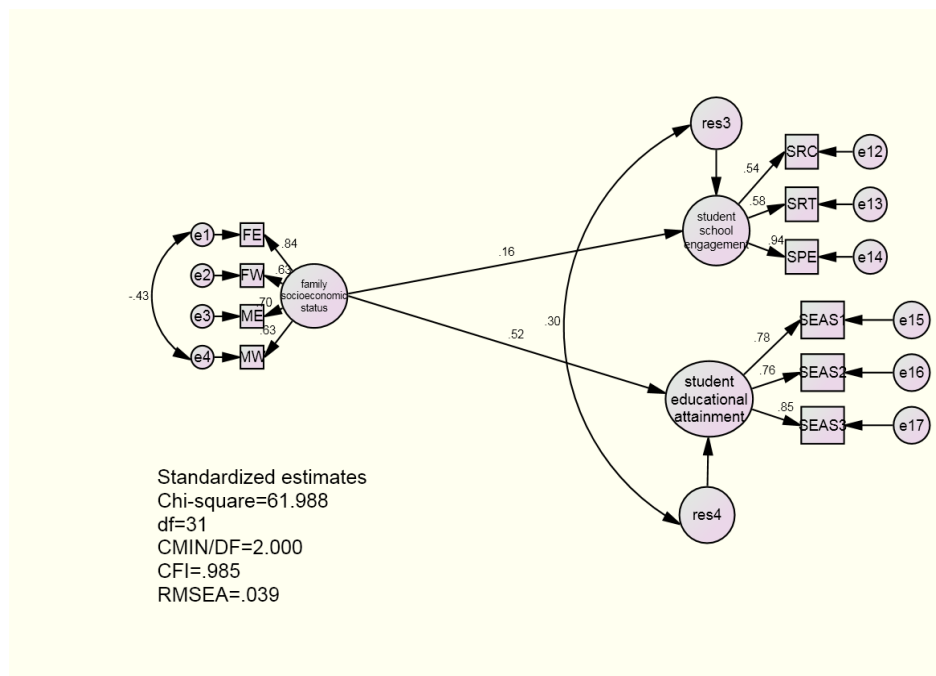 res3
SRC
e12
.54
SRT
e13
.58
student
school
engagement
SPE
e14
.94
.16
e1
FE
.84
e2
FW
.63
family
socioeconomic
status
e3
ME
.70
e4
MW
.63
-.43
.30
.52
SEAS1
e15
.78
SEAS2
e16
.76
student
educational
attainment
SEAS3
e17
.85
res4
Standardized estimates
Chi-square=61.988
df=31
CMIN/DF=2.000
CFI=.985
RMSEA=.039